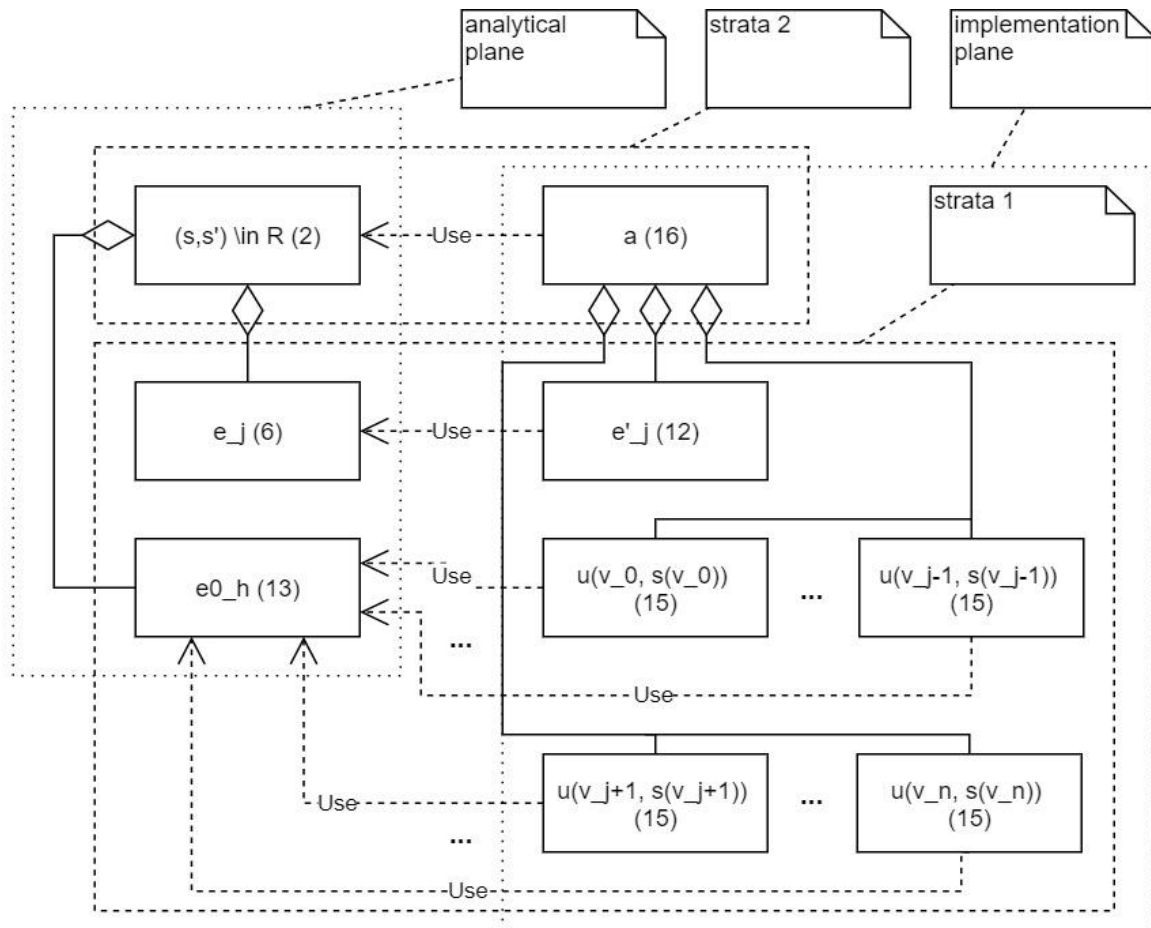 analytical
plane
strata 2
implementation
plane
strata 1
(s,s') \in R (2)
Use
a (16)
e_j (6)
Use
e'_j (12)
e0_h (13)
Use
u(v_0, s(v_0))
(15)
...
u(v_j-1, s(v_j-1))
(15)
...
Use
Use
u(v_j+1, s(v_j+1))
(15)
...
u(v_n, s(v_n))
(15)
...
Use